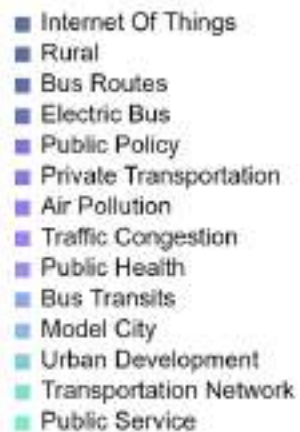 Internet Of Things
Rural
Bus Routes
Electric Bus
Public Policy
Private Transportation
Air Pollution
Traffic Congestion
Public Health
Bus Transits
Model City
Urban Development
Transportation Network
Public Service